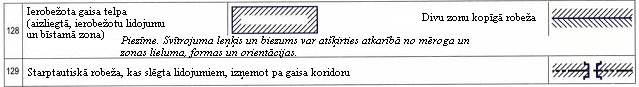 128
Ierobežota gaisa telpa
(aizliegtā, ierobežotu lidojumu
un bīstamā zona)
Divu zonu kopīgā robeža
Piezīme. Svītrojuma leņķis un biezums var atšķirties atkarībā no mēroga un
zonas lieluma, formas un orientācijas.
129
Starptautiskā robeža, kas slēgta lidojumiem, izņemot pa gaisa koridoru